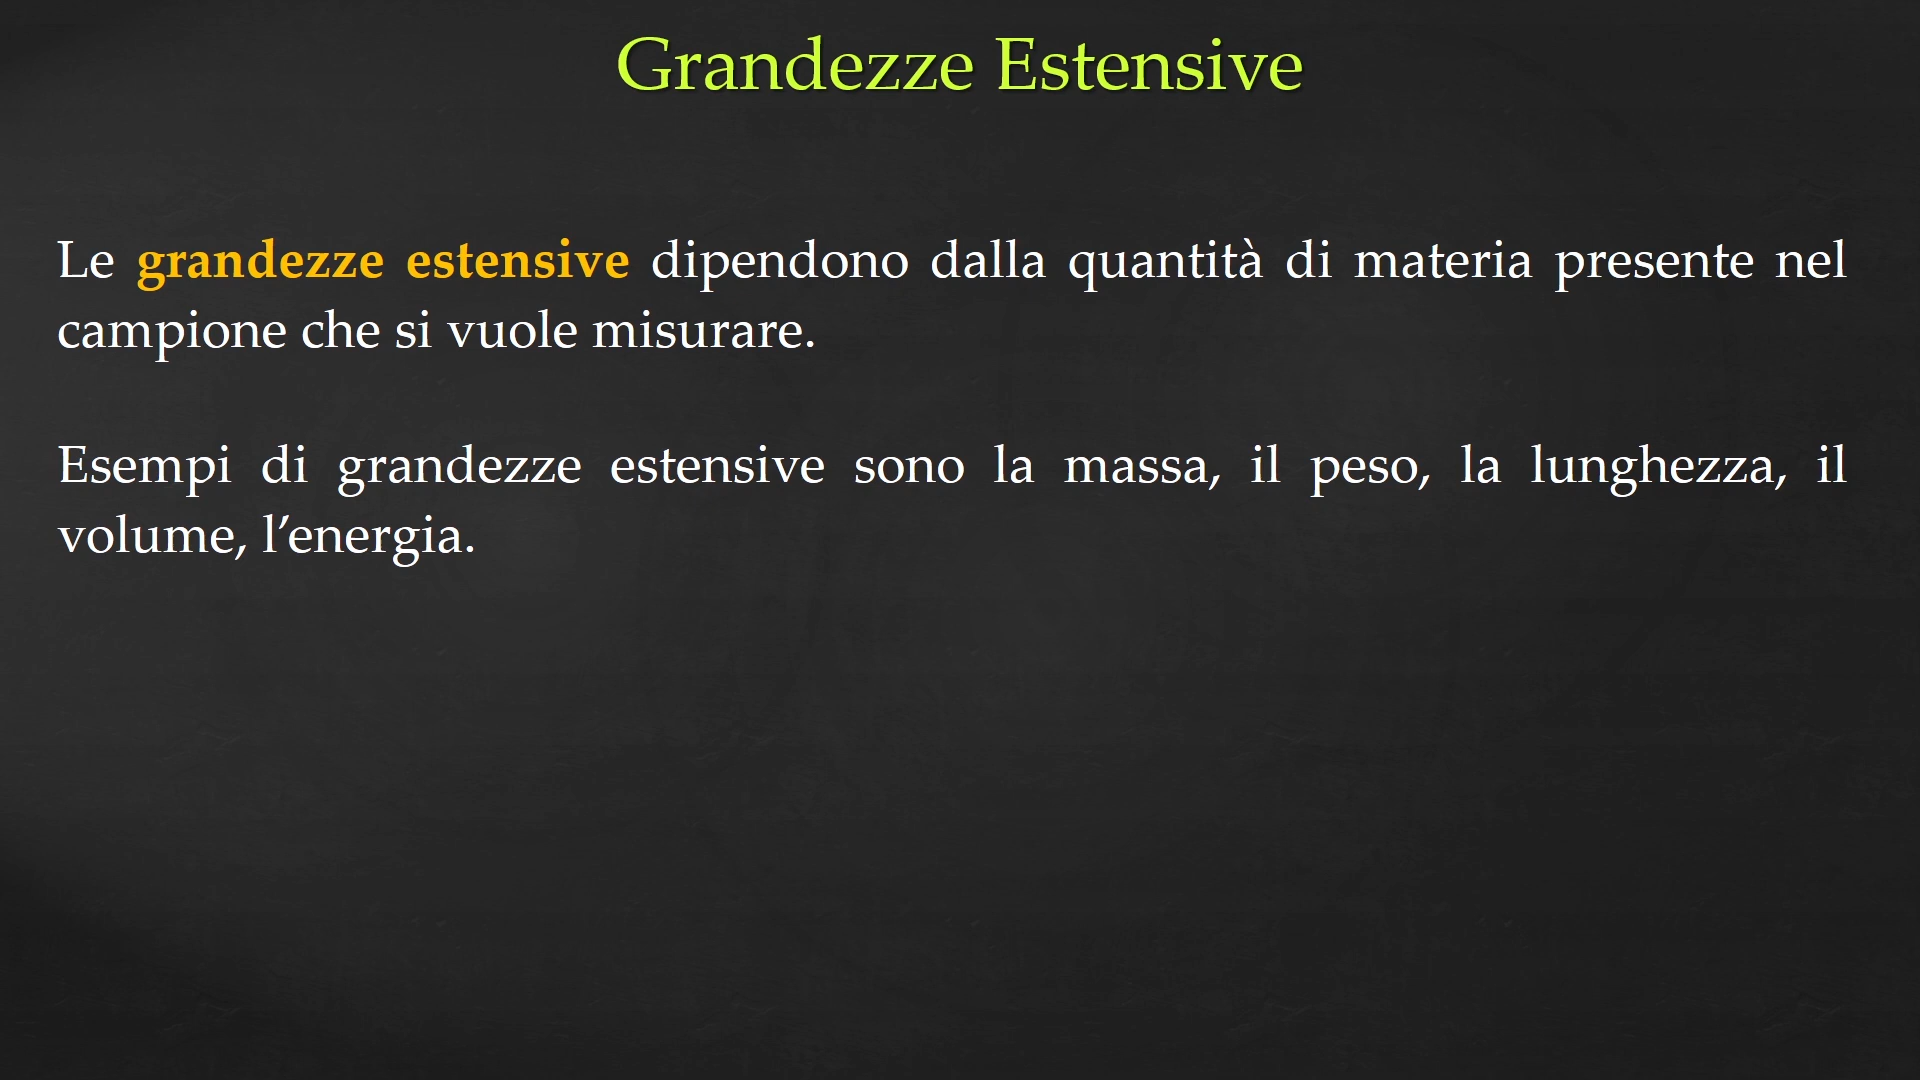 Grandezze Estensive
Le grandezze estensive dipendono dalla quantità di materia presente nel
campione che si vuole misurare.
Esempi di grandezze estensive sono la massa, il peso, la lunghezza, il
volume, l’energia.